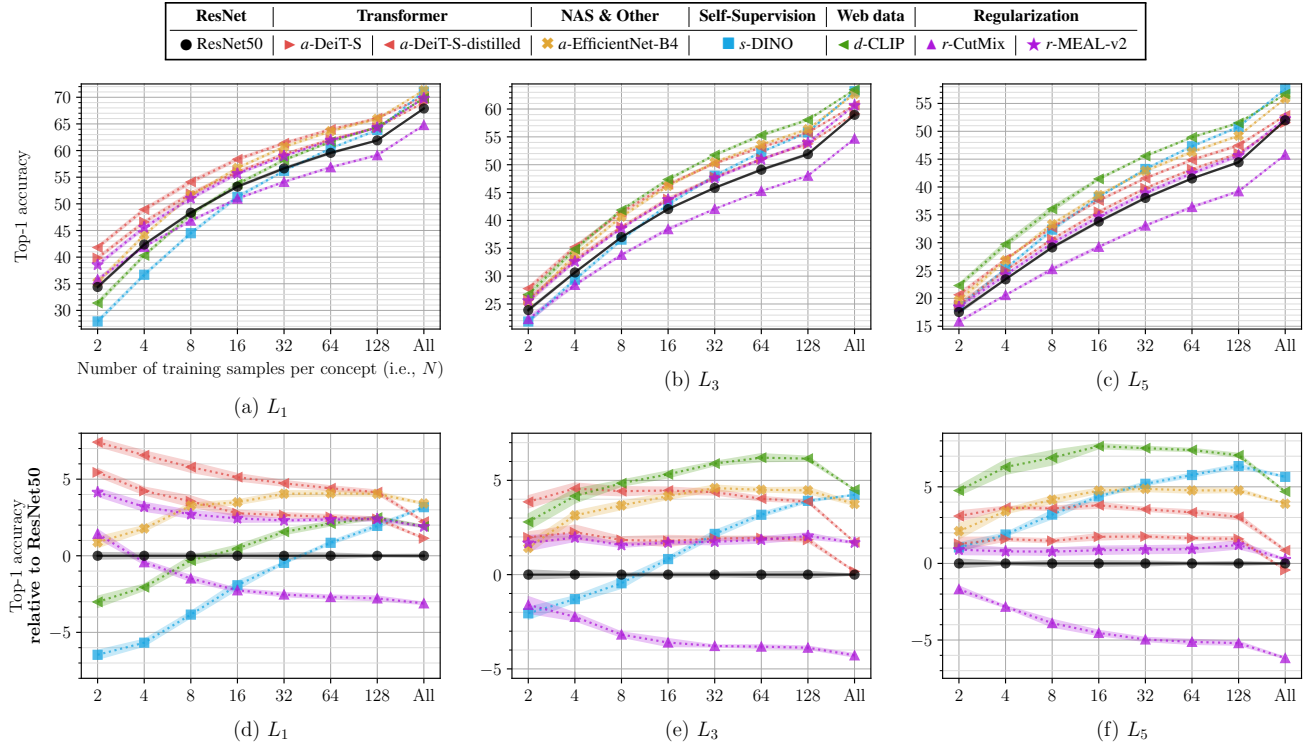 ResNet Transformer NAS & Other Self-Supervision Web data Regularization
ResNet50 a-DeiT-S a-DeiT-S-distilled a-EfficientNet-B4 s-DINO d-CLIP r-CutMix r-MEAL-v2
Top-1 accuracy
70
65
60
55
50
45
40
35
30
2 4 8 16 32 64 128 All
Number of training samples per concept (i.e., N)
(a) L1
60
55
50
45
40
35
30
25
2 4 8 16 32 64 128 All
(b) L3
55
50
45
40
35
30
25
20
15
2 4 8 16 32 64 128 All
(c) L5
Top-1 accuracy
relative to ResNet50
5
0
−5
2 4 8 16 32 64 128 All
(d) L1
5
0
−5
2 4 8 16 32 64 128 All
(e) L3
5
0
−5
2 4 8 16 32 64 128 All
(f) L5